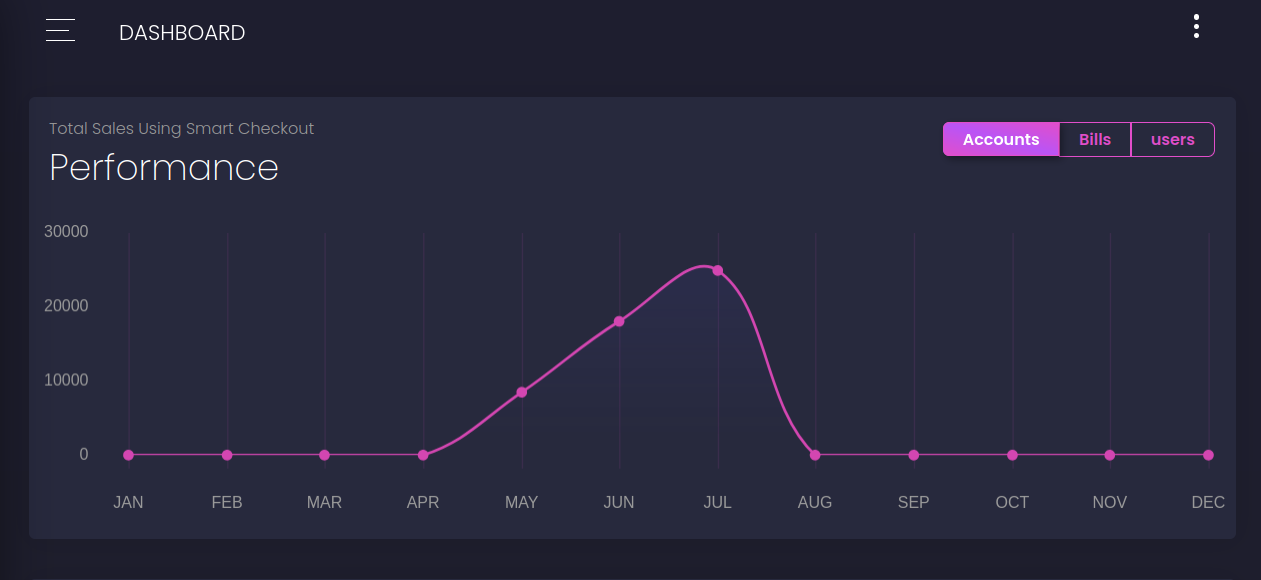 DASHBOARD
Total Sales Using Smart Checkout
Performance
Accounts Bills users
30000
20000
10000
0
JAN FEB MAR APR MAY JUN JUL AUG SEP OCT NOV DEC